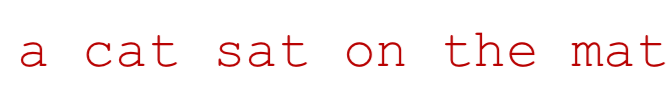 a cat sat on the mat